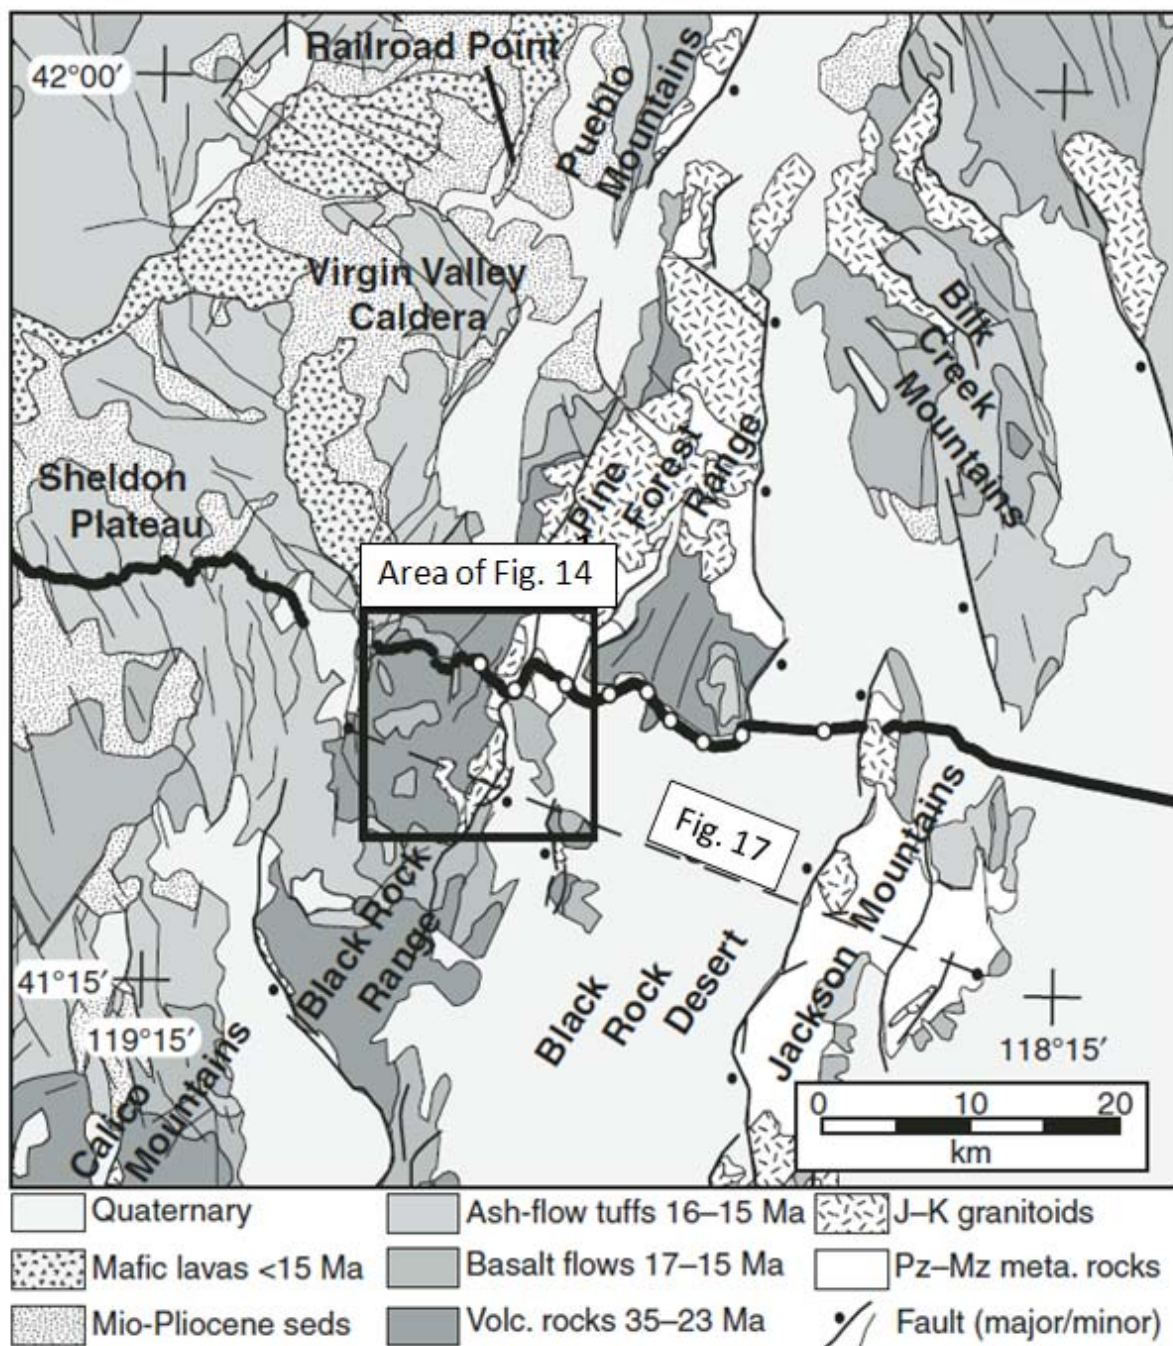 Railroad Point
42°00′
Pueblo
Mountains
Virgin Valley
Caldera
Bilk
Creek
Mountains
Sheldon
Plateau
Pine
Forest
Range
Area of Fig. 14
Fig. 17
Black Rock
Range
Black
Rock
Desert
Jackson Mountains
41°15′
119°15′
118°15′
Calico
Mountains
0 10 20
km
Quaternary
Mafic lavas <15 Ma
Mio-Pliocene seds
Ash-flow tuffs 16–15 Ma
Basalt flows 17–15 Ma
Volc. rocks 35–23 Ma
J–K granitoids
Pz–Mz meta. rocks
Fault (major/minor)